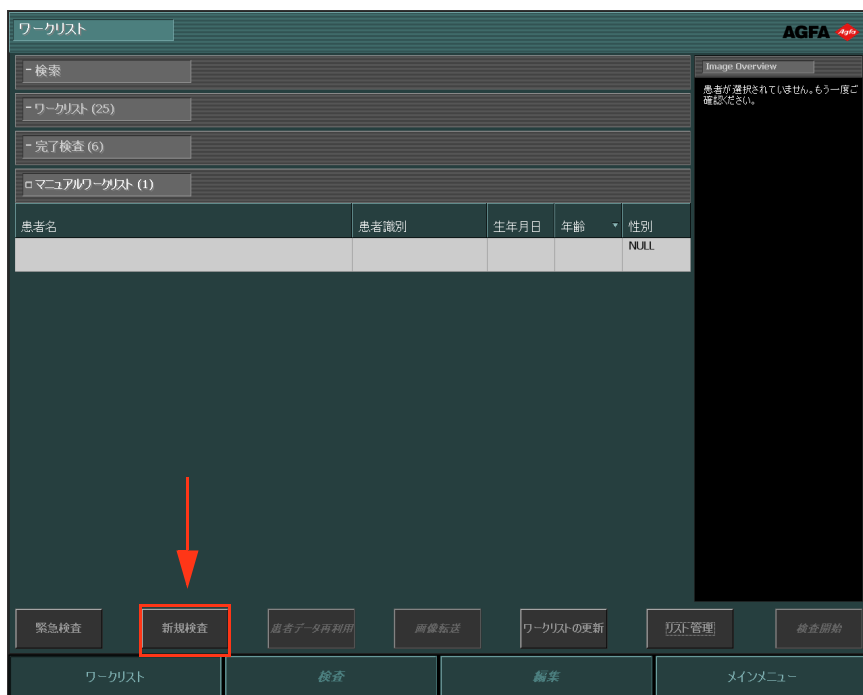 ワークリスト
AGFA
Agfa
-検索
-ワークリスト (25)
-完了検査 (6)
マニュアルワークリスト (1)
患者名 患者識別 生年月日 年齢 性別
NULL
Image Overview
患者が選択されていません。もう一度ご
確認ください。
緊急検査 新規検査 患者データ再利用 画像転送 ワークリストの更新 リスト管理 検査開始
ワークリスト 検査 編集 メインメニュー